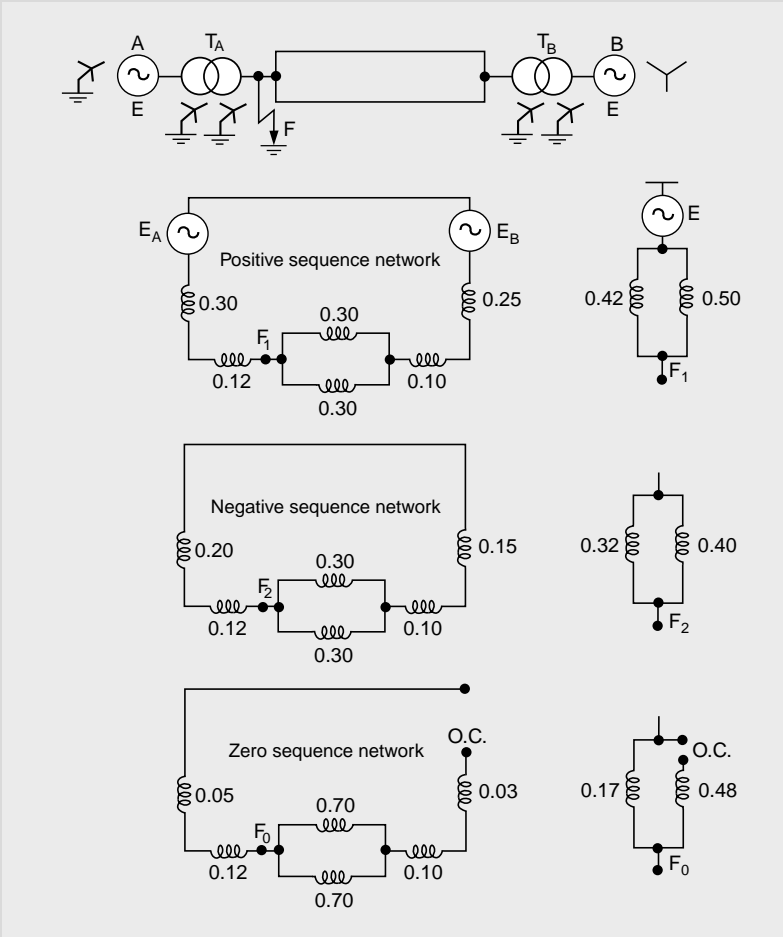 A
T_A
T_B
B
E
E
F
E_A
E_B
E
Positive sequence network
0.30
0.25
0.42
0.50
0.30
F_1
0.12
0.10
0.30
F_1
Negative sequence network
0.20
0.15
0.32
0.40
0.30
F_2
0.12
0.10
0.30
F_2
Zero sequence network
O.C.
O.C.
0.05
0.03
0.17
0.48
0.70
F_0
0.12
0.10
0.70
F_0